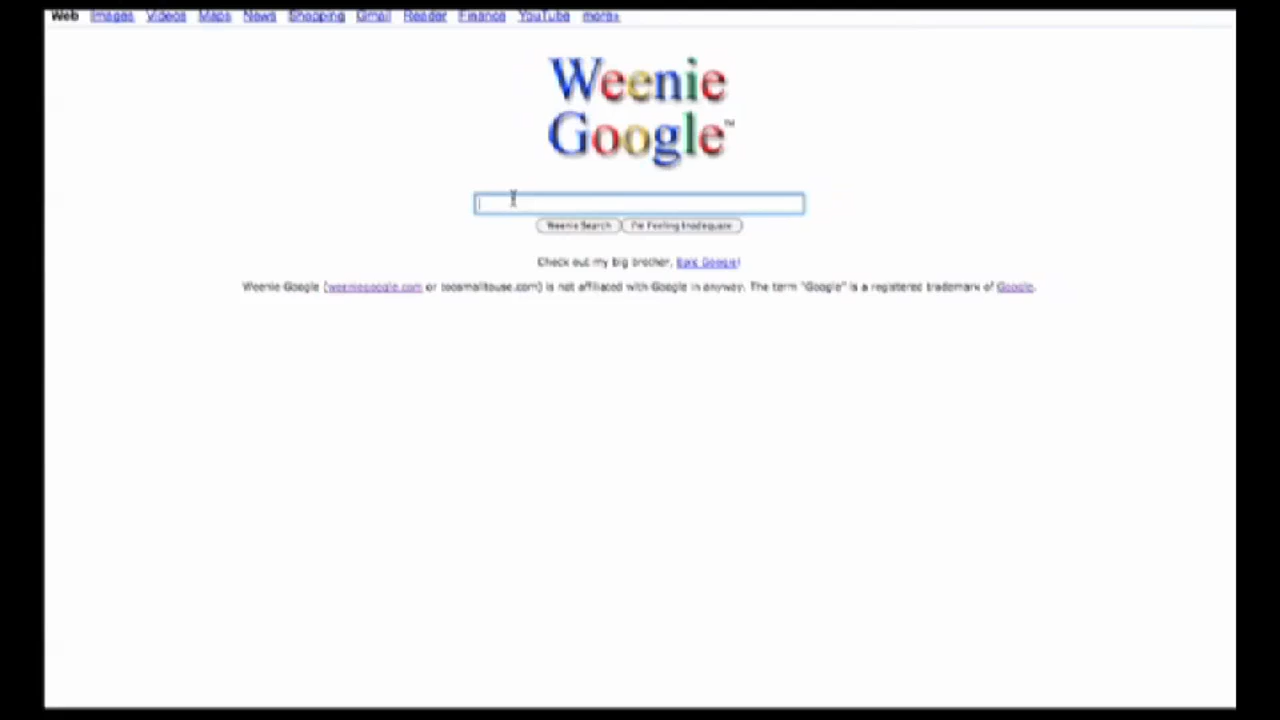 Web Images Videos Maps News Shopping Gmail Reader Finance YouTube more»
Weenie
Google™
Weenie Search I'm Feeling Inadequate
Check out my big brother, Epic Google!
Weenie Google (weeniegoogle.com or toosmalltouse.com) is not affiliated with Google in anyway. The term "Google" is a registered trademark of Google.